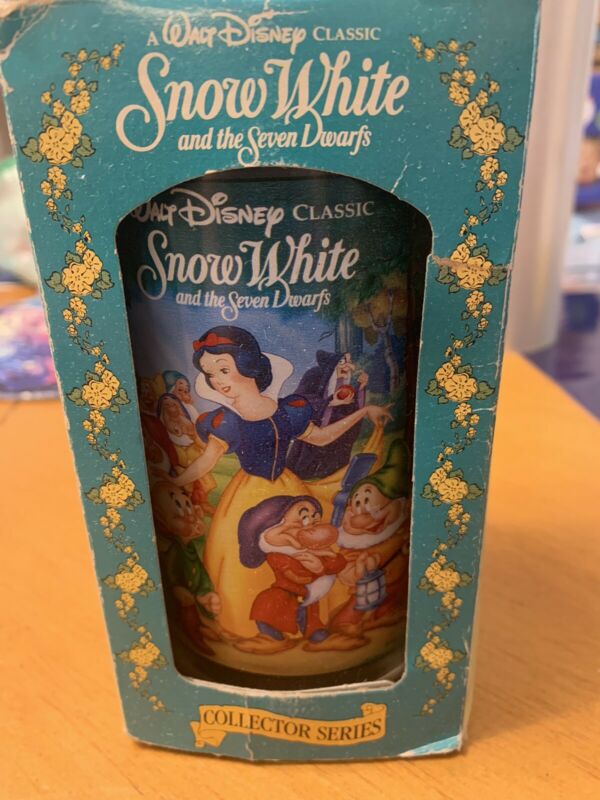 A WALT DISNEY CLASSIC
Snow White
and the Seven Dwarfs
WALT DISNEY CLASSIC
Snow White
and the Seven Dwarfs
COLLECTOR SERIES